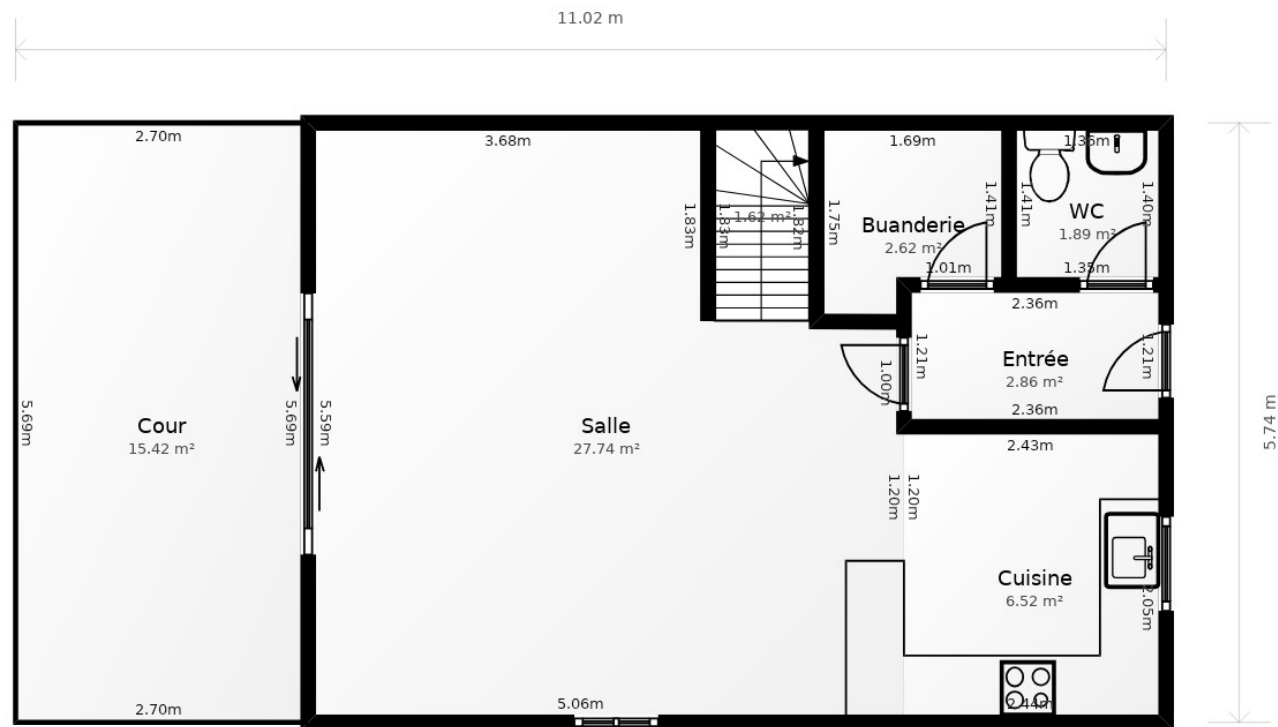 11.02 m
2.70m
3.68m
1.69m
1.36m
1.41m
1.41m
1.40m
1.83m
1.83m
1.62 m²
1.82m
1.75m
Buanderie
2.62 m²
WC
1.89 m²
1.01m
1.35m
2.36m
1.21m
1.00m
Entrée
2.86 m²
1.21m
2.36m
5.69m
Cour
15.42 m²
5.69m
5.59m
Salle
27.74 m²
2.43m
5.74 m
1.20m
1.20m
Cuisine
6.52 m²
2.05m
2.70m
5.06m
2.44m